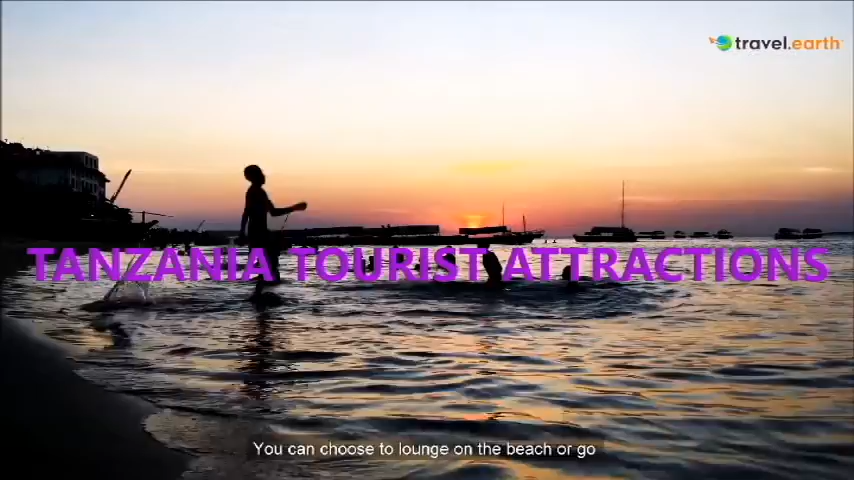 travel.earth
TANZANIA TOURIST ATTRACTIONS
You can choose to lounge on the beach or go